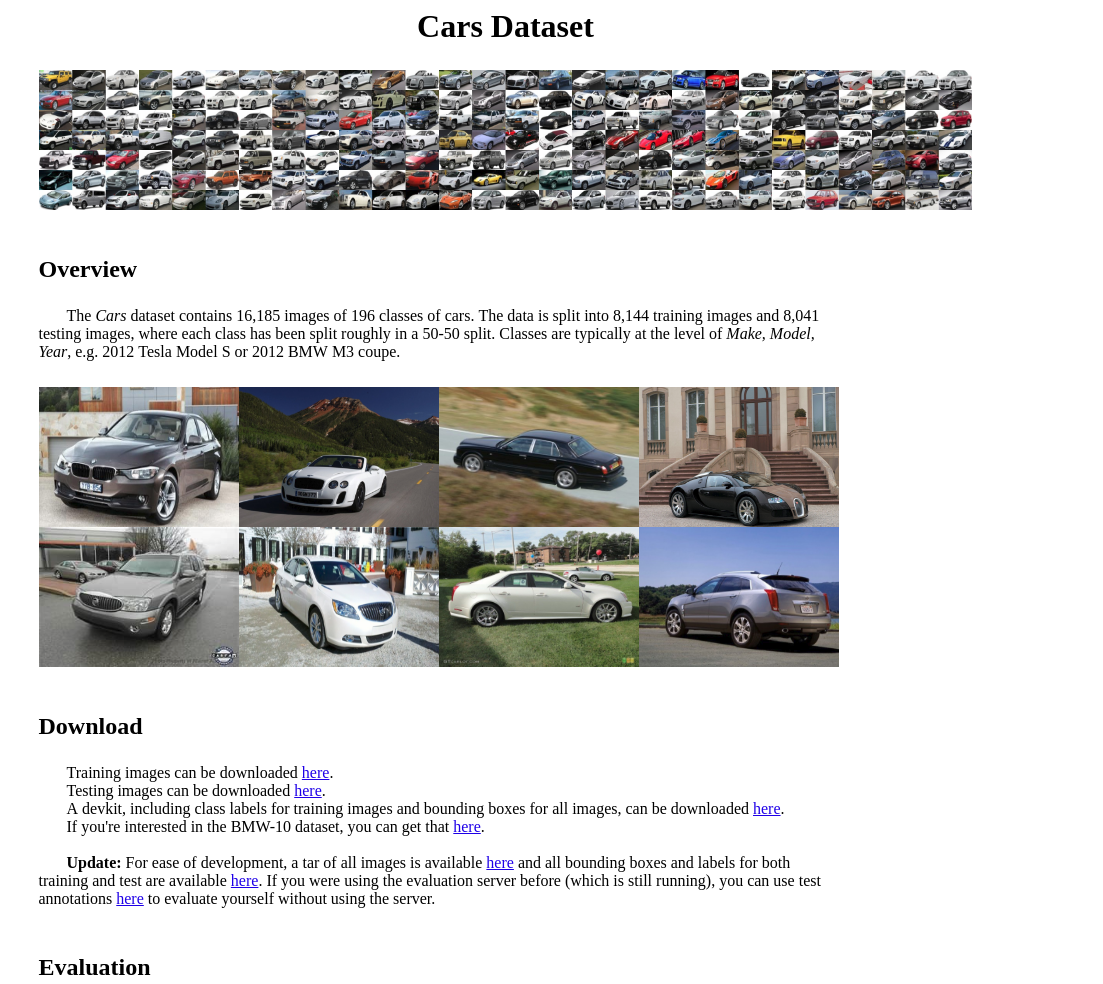 Cars Dataset
Overview
The Cars dataset contains 16,185 images of 196 classes of cars. The data is split into 8,144 training images and 8,041
testing images, where each class has been split roughly in a 50-50 split. Classes are typically at the level of Make, Model,
Year, e.g. 2012 Tesla Model S or 2012 BMW M3 coupe.
Download
Training images can be downloaded here.
Testing images can be downloaded here.
A devkit, including class labels for training images and bounding boxes for all images, can be downloaded here.
If you're interested in the BMW-10 dataset, you can get that here.
Update: For ease of development, a tar of all images is available here and all bounding boxes and labels for both
training and test are available here. If you were using the evaluation server before (which is still running), you can use test
annotations here to evaluate yourself without using the server.
Evaluation